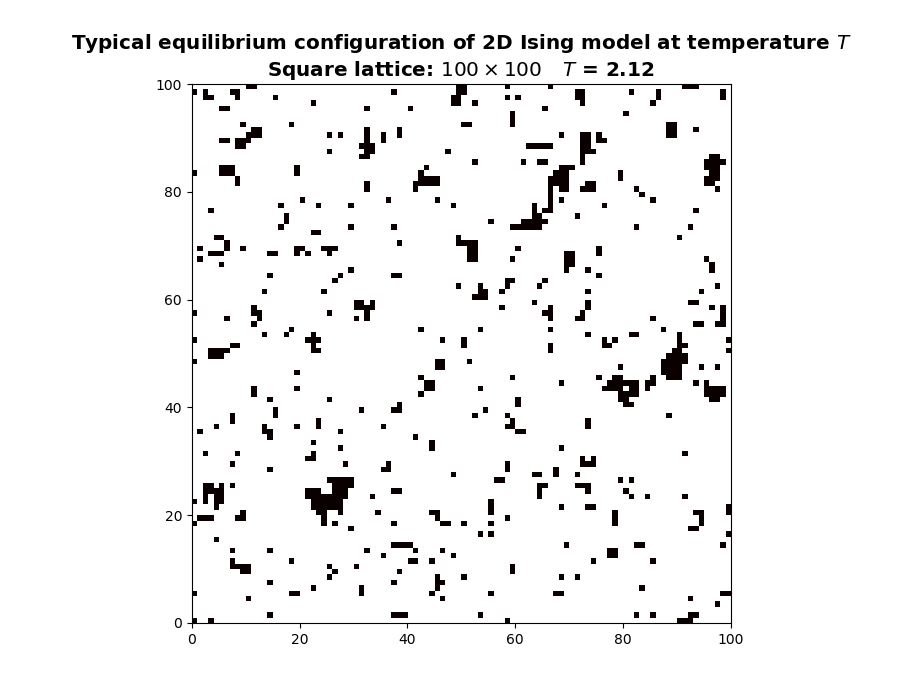 Typical equilibrium configuration of 2D Ising model at temperature T
Square lattice: 100 × 100 T = 2.12
100
80
60
40
20
0
0 20 40 60 80 100